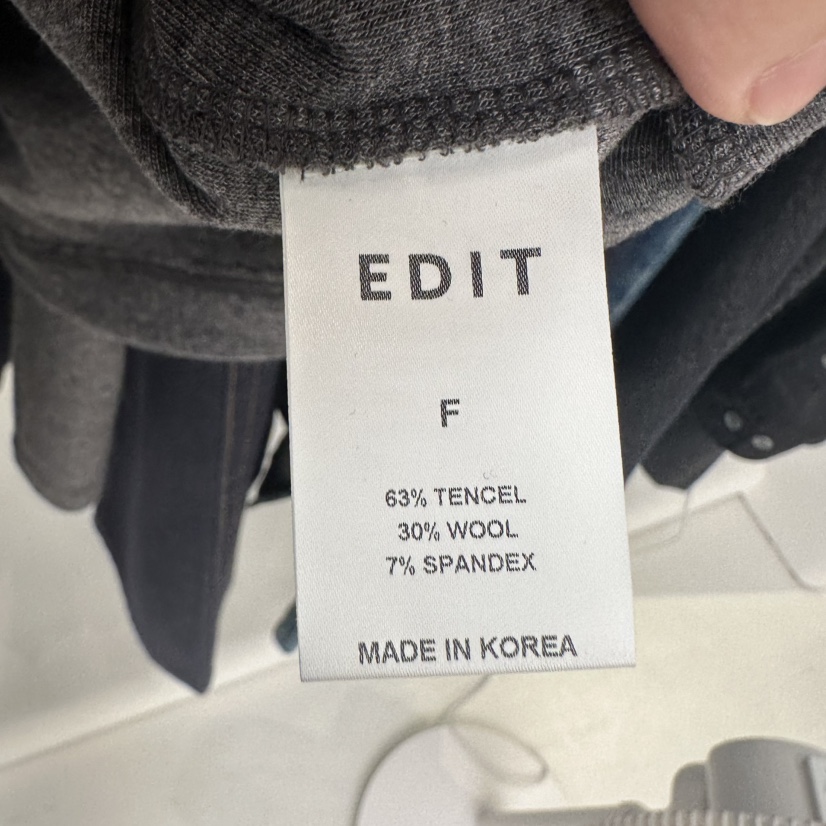 EDIT
F
63% TENCEL
30% WOOL
7% SPANDEX
MADE IN KOREA